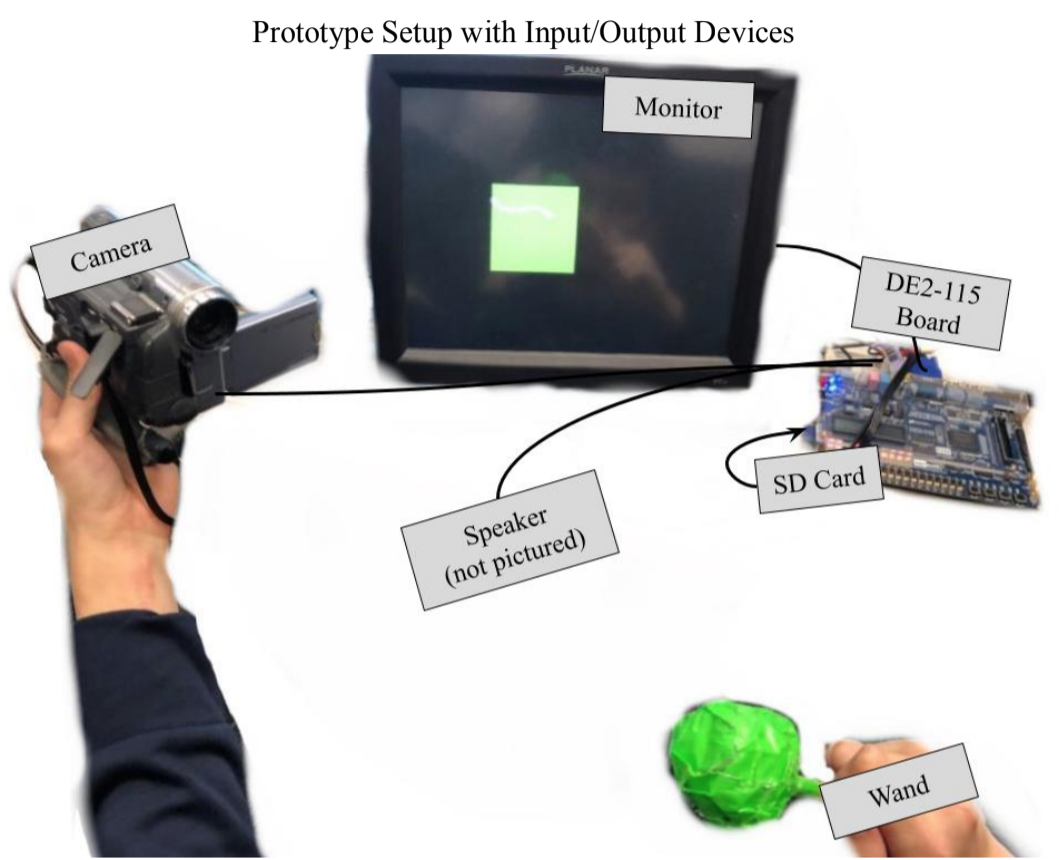 Prototype Setup with Input/Output Devices
PLANAR
Monitor
Camera
DE2-115
Board
SD Card
Speaker
(not pictured)
Wand